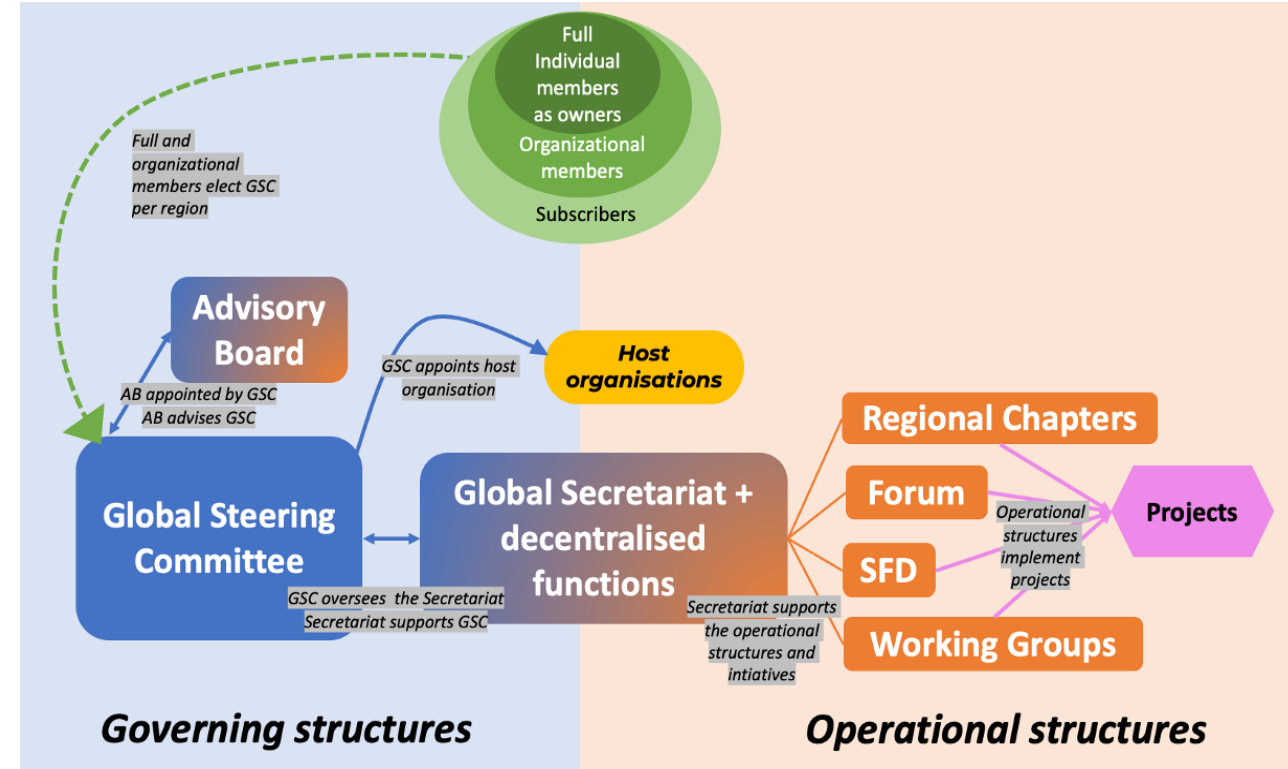 Full
Individual
members
as owners
Organizational
members
Subscribers
Full and
organizational
members elect GSC
per region
Advisory
Board
AB appointed by GSC
AB advises GSC
GSC appoints host
organisation
Host
organisations
Global Steering
Committee
GSC oversees the Secretariat
Secretariat supports GSC
Global Secretariat +
decentralised
functions
Secretariat supports
the operational
structures and
intiatives
Regional Chapters
Forum
SFD
Working Groups
Operational
structures
implement
projects
Projects
Governing structures
Operational structures